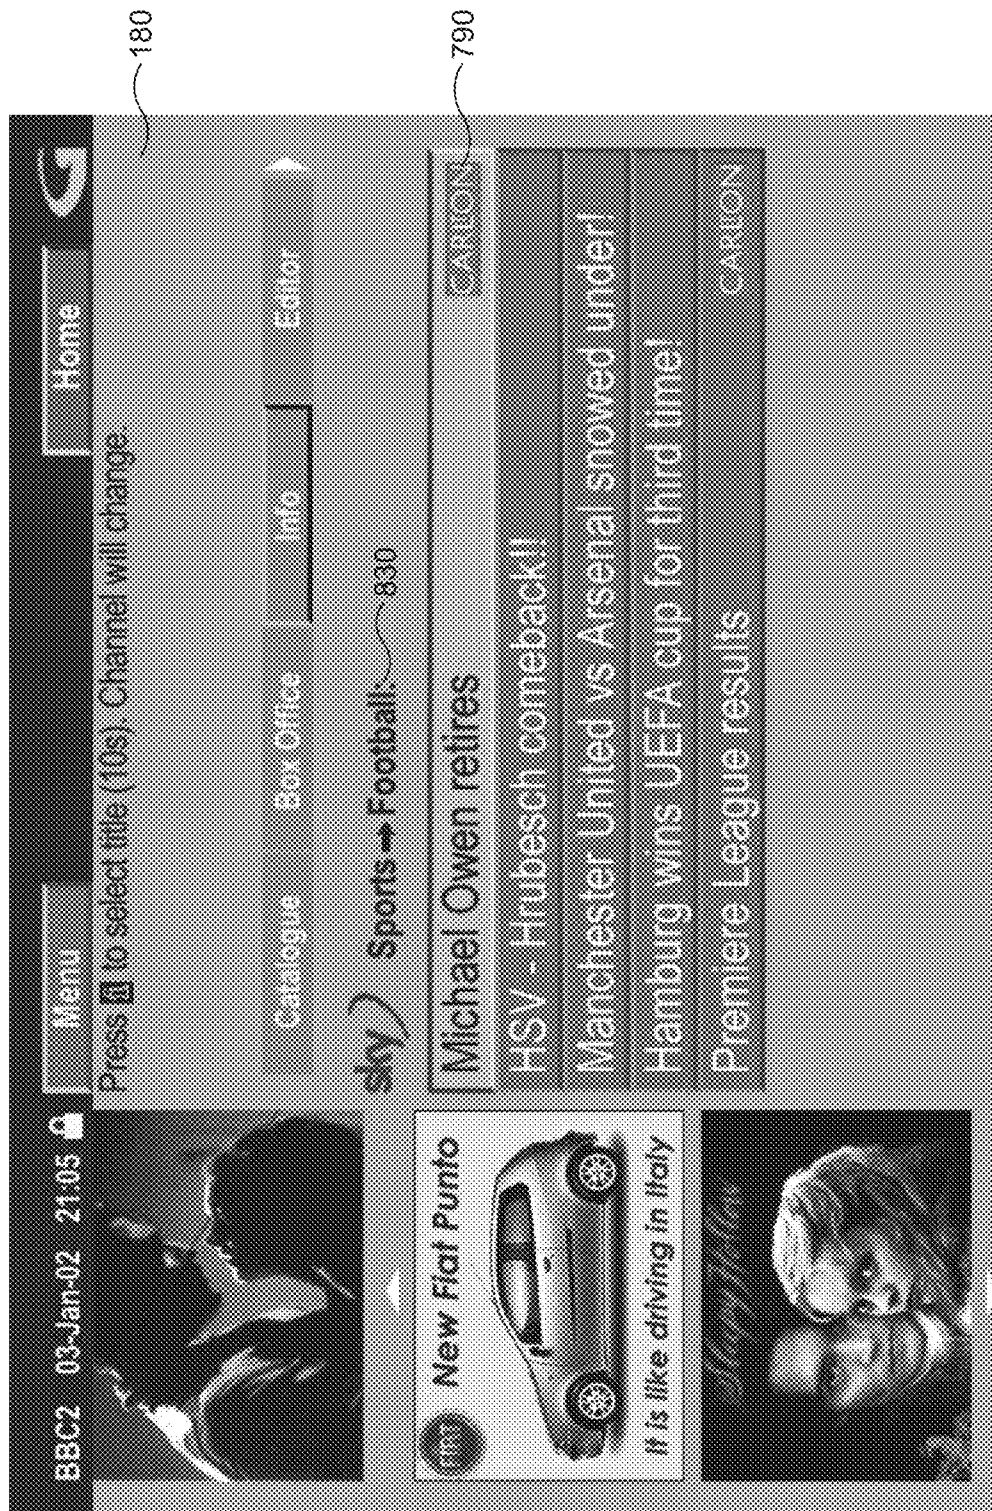 BBC2 03-Jan-02 21:05 Menu Home
Press i to select title (10s). Channel will change.
180
Catalogue Box Office Info Editor
sky Sports→Football.
830
Michael Owen retires CARLON
790
HSV - Hrubesch comeback!!
Manchester United vs Arsenal snowed under!
Hamburg wins UEFA cup for third time!
Premiere League results CARLON
FIAT New Fiat Punto
It is like driving in Italy